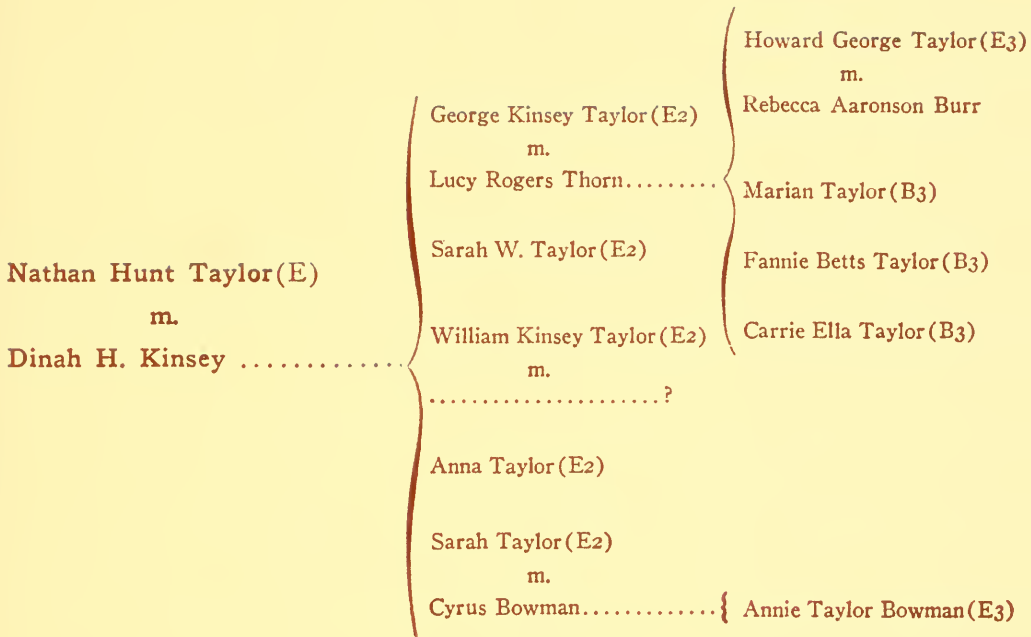 Nathan Hunt Taylor (E)
m.
Dinah H. Kinsey .............
George Kinsey Taylor (E2)
m.
Lucy Rogers Thorn.........
Sarah W. Taylor (E2)
William Kinsey Taylor (E2)
m.
......................?
Anna Taylor (E2)
Sarah Taylor (E2)
m.
Cyrus Bowman.............{
Howard George Taylor (E3)
m.
Rebecca Aaronson Burr
Marian Taylor (B3)
Fannie Betts Taylor (B3)
Carrie Ella Taylor (B3)
Annie Taylor Bowman (E3)